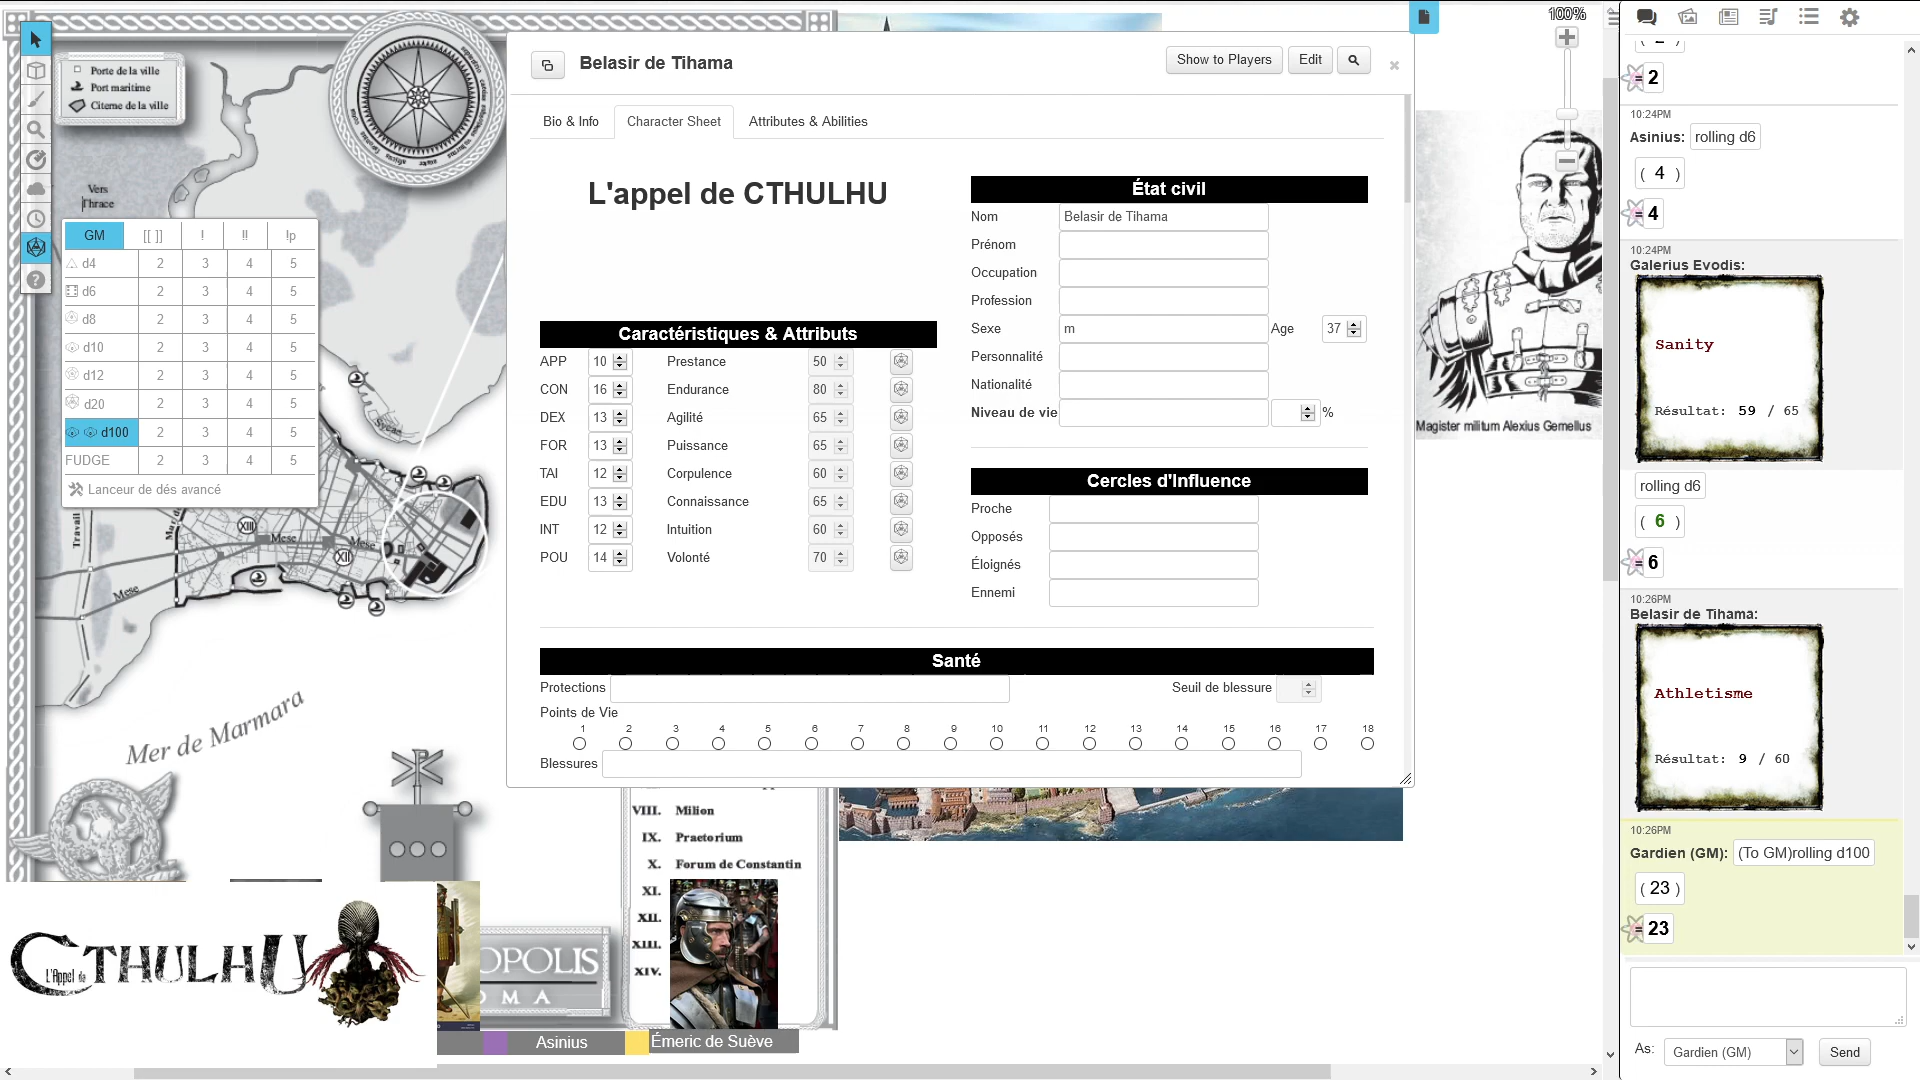 Porte de la ville
Port maritime
Citerne de la ville
Vers
Thrace
GM [[ ]] ! !! !p
d4 2 3 4 5
d6 2 3 4 5
d8 2 3 4 5
d10 2 3 4 5
d12 2 3 4 5
d20 2 3 4 5
d100 2 3 4 5
FUDGE 2 3 4 5
Lanceur de dés avancé
Sycae
XIII
Mese
XII
Mese
Mese
Mer de Marmara
L'Appel de CTHULHU
Belasir de Tihama
Show to Players Edit
Bio & Info Character Sheet Attributes & Abilities
L'appel de CTHULHU
Caractéristiques & Attributs
APP 10 Prestance 50
CON 16 Endurance 80
DEX 13 Agilité 65
FOR 13 Puissance 65
TAI 12 Corpulence 60
EDU 13 Connaissance 65
INT 12 Intuition 60
POU 14 Volonté 70
État civil
Nom Belasir de Tihama
Prénom
Occupation
Profession
Sexe m Age 37
Personnalité
Nationalité
Niveau de vie %
Cercles d'Influence
Proche
Opposés
Éloignés
Ennemi
Santé
Protections Seuil de blessure
Points de Vie
1 2 3 4 5 6 7 8 9 10 11 12 13 14 15 16 17 18
Blessures
VIII. Milion
IX. Praetorium
X. Forum de Constantin
XI.
XII.
XIII.
XIV.
OPOLIS
OMA
Asinius
Émeric de Suève
100%
Magister militum Alexius Gemellus
=2
10:24PM
Asinius: rolling d6
( 4 )
=4
10:24PM
Galerius Evodis:
Sanity
Résultat: 59 / 65
rolling d6
( 6 )
=6
10:26PM
Belasir de Tihama:
Athletisme
Résultat: 9 / 60
10:26PM
Gardien (GM): (To GM)rolling d100
( 23 )
=23
As: Gardien (GM) Send